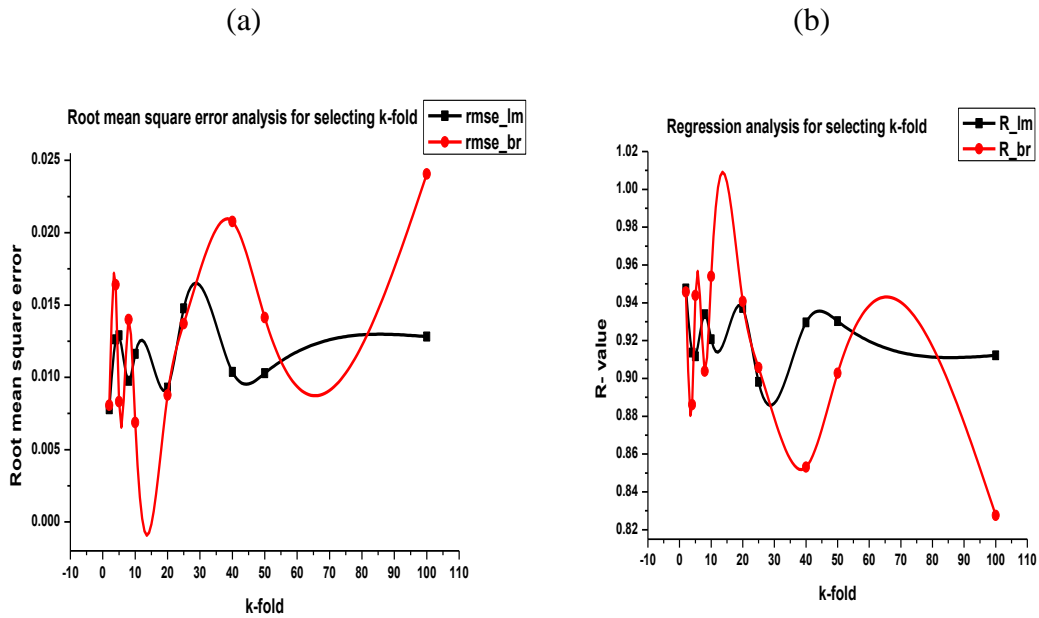 (a)
(b)
Root mean square error analysis for selecting k-fold
rmse_lm
rmse_br
Root mean square error
0.025
0.020
0.015
0.010
0.005
0.000
-10 0 10 20 30 40 50 60 70 80 90 100 110
k-fold
Regression analysis for selecting k-fold
R_lm
R_br
R- value
1.02
1.00
0.98
0.96
0.94
0.92
0.90
0.88
0.86
0.84
0.82
-10 0 10 20 30 40 50 60 70 80 90 100 110
k-fold